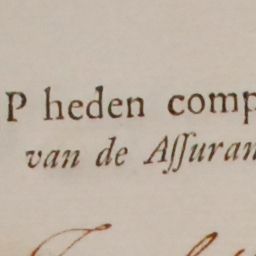 P heden comp
van de Aſſuran